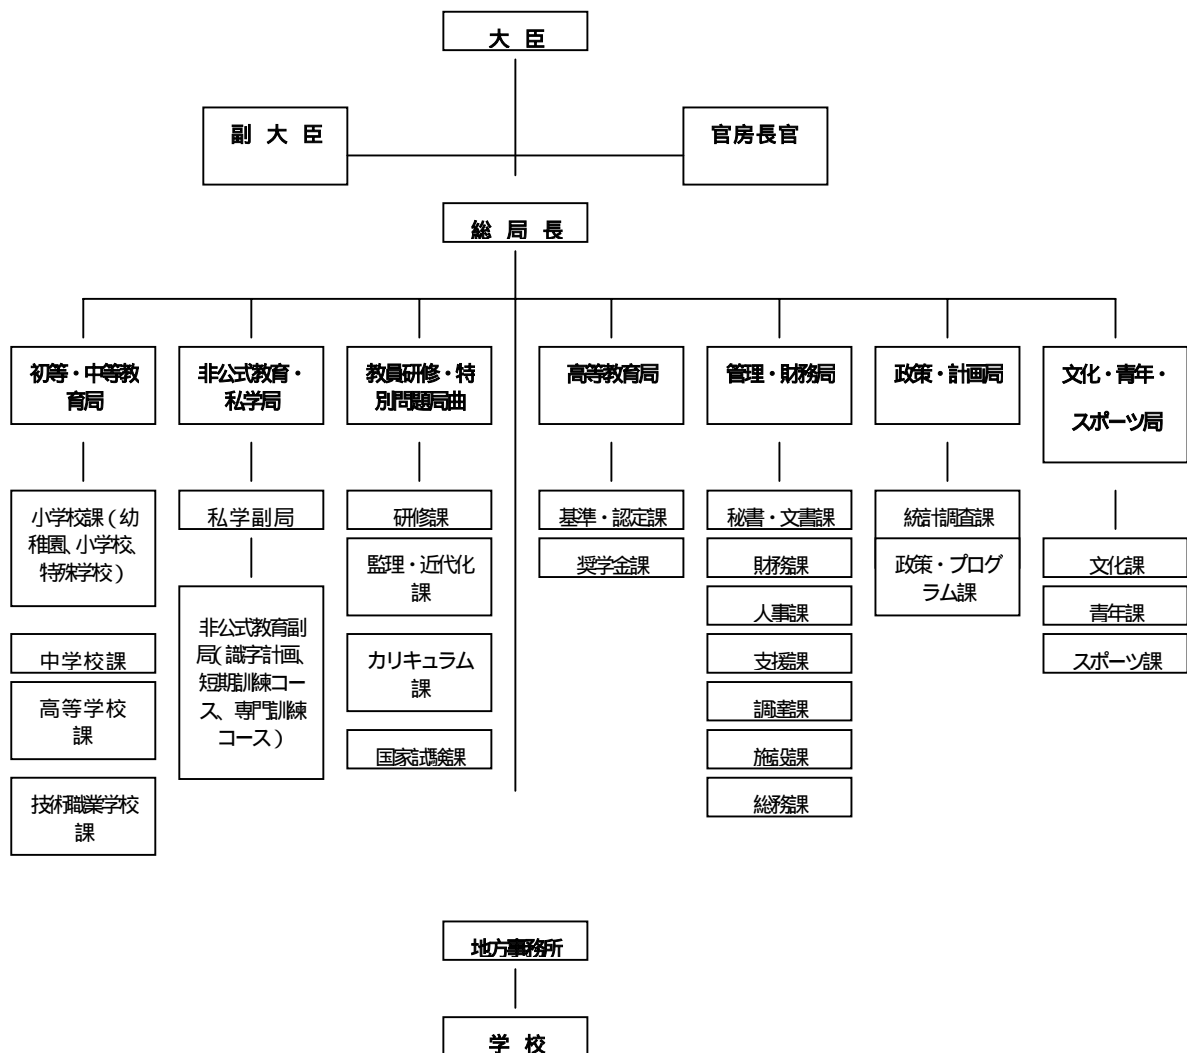 大 臣
副 大 臣
官房長官
総 局 長
初等・中等教
育局
非公式教育・
私学局
教員研修・特
別問題局曲
高等教育局
管理・財務局
政策・計画局
文化・青年・
スポーツ局
小学校課(幼
稚園、小学校、
特殊学校)
中学校課
高等学校
課
技術職業学校
課
私学副局
非公式教育副
局(識字計画、
短期訓練コー
ス、専門訓練
コース)
研修課
監理・近代化
課
カリキュラム
課
国家試験課
基準・認定課
奨学金課
秘書・文書課
財務課
人事課
支援課
調達課
施設課
総務課
統計調査課
政策・プログ
ラム課
文化課
青年課
スポーツ課
地方事務所
学 校